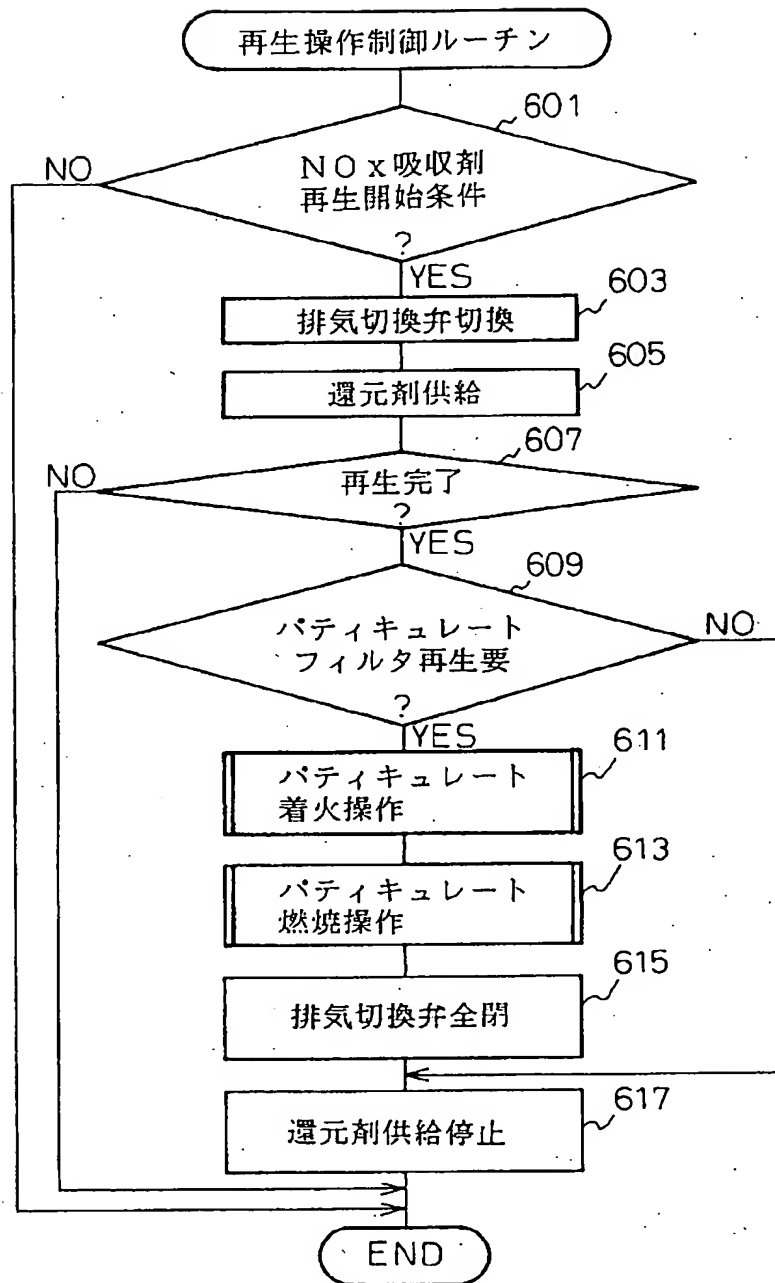 再生操作制御ルーチン
601
NO
NOx吸収剤
再生開始条件
?
YES
603
排気切換弁切換
605
還元剤供給
607
NO
再生完了
?
YES
609
パティキュレート
フィルタ再生要
NO
?
YES
611
パティキュレート
着火操作
613
パティキュレート
燃焼操作
615
排気切換弁全閉
617
還元剤供給停止
END